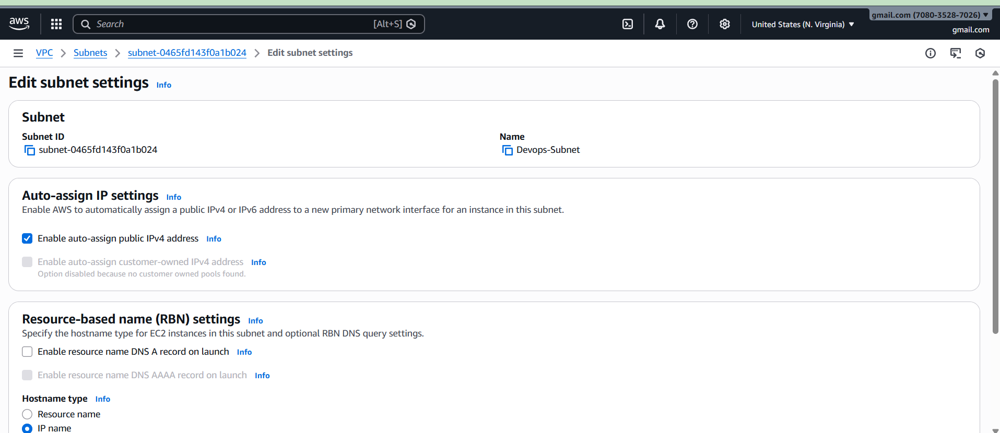 aws
Search [Alt+S]
United States (N. Virginia)
gmail.com (7080-3528-7026)
gmail.com
VPC > Subnets > subnet-0465fd143f0a1b024 > Edit subnet settings
Edit subnet settings Info
Subnet
Subnet ID
subnet-0465fd143f0a1b024
Name
Devops-Subnet
Auto-assign IP settings Info
Enable AWS to automatically assign a public IPv4 or IPv6 address to a new primary network interface for an instance in this subnet.
Enable auto-assign public IPv4 address Info
Enable auto-assign customer-owned IPv4 address Info
Option disabled because no customer owned pools found.
Resource-based name (RBN) settings Info
Specify the hostname type for EC2 instances in this subnet and optional RBN DNS query settings.
Enable resource name DNS A record on launch Info
Enable resource name DNS AAAA record on launch Info
Hostname type Info
Resource name
IP name